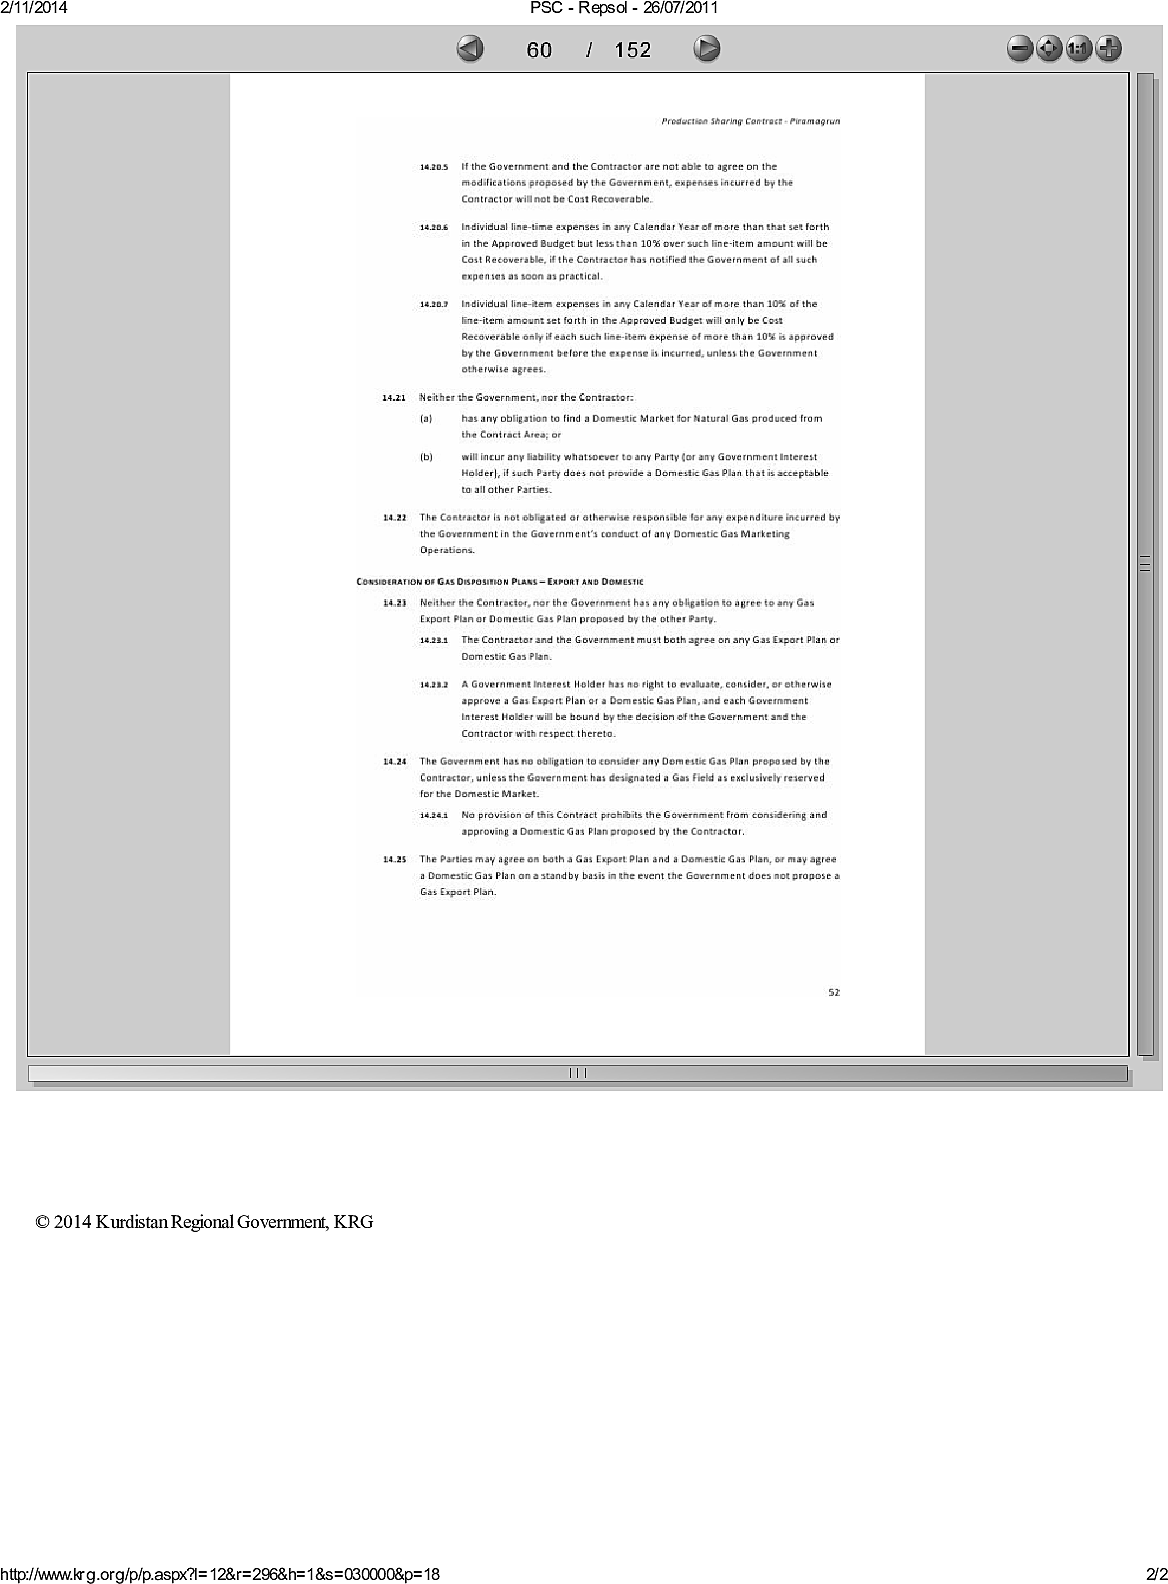 2/11/2014 PSC - Repsol - 26/07/2011
60 / 152
1:1
Production Sharing Contract - Piramagrun
14.20.5 If the Government and the Contractor are not able to agree on the
modifications proposed by the Government, expenses incurred by the
Contractor will not be Cost Recoverable.
14.20.6 Individual line-time expenses in any Calendar Year of more than that set forth
in the Approved Budget but less than 10% over such line-item amount will be
Cost Recoverable, if the Contractor has notified the Government of all such
expenses as soon as practical.
14.20.7 Individual line-item expenses in any Calendar Year of more than 10% of the
line-item amount set forth in the Approved Budget will only be Cost
Recoverable only if each such line-item expense of more than 10% is approved
by the Government before the expense is incurred, unless the Government
otherwise agrees.
14.21 Neither the Government, nor the Contractor:
(a) has any obligation to find a Domestic Market for Natural Gas produced from
the Contract Area; or
(b) will incur any liability whatsoever to any Party (or any Government Interest
Holder), if such Party does not provide a Domestic Gas Plan that is acceptable
to all other Parties.
14.22 The Contractor is not obligated or otherwise responsible for any expenditure incurred by
the Government in the Government's conduct of any Domestic Gas Marketing
Operations.
CONSIDERATION OF GAS DISPOSITION PLANS – EXPORT AND DOMESTIC
14.23 Neither the Contractor, nor the Government has any obligation to agree to any Gas
Export Plan or Domestic Gas Plan proposed by the other Party.
14.23.1 The Contractor and the Government must both agree on any Gas Export Plan or
Domestic Gas Plan.
14.23.2 A Government Interest Holder has no right to evaluate, consider, or otherwise
approve a Gas Export Plan or a Domestic Gas Plan, and each Government
Interest Holder will be bound by the decision of the Government and the
Contractor with respect thereto.
14.24 The Government has no obligation to consider any Domestic Gas Plan proposed by the
Contractor, unless the Government has designated a Gas Field as exclusively reserved
for the Domestic Market.
14.24.1 No provision of this Contract prohibits the Government from considering and
approving a Domestic Gas Plan proposed by the Contractor.
14.25 The Parties may agree on both a Gas Export Plan and a Domestic Gas Plan, or may agree
a Domestic Gas Plan on a standby basis in the event the Government does not propose a
Gas Export Plan.
52
© 2014 Kurdistan Regional Government, KRG
http://www.krg.org/p/p.aspx?l=12&r=296&h=1&s=030000&p=18 2/2